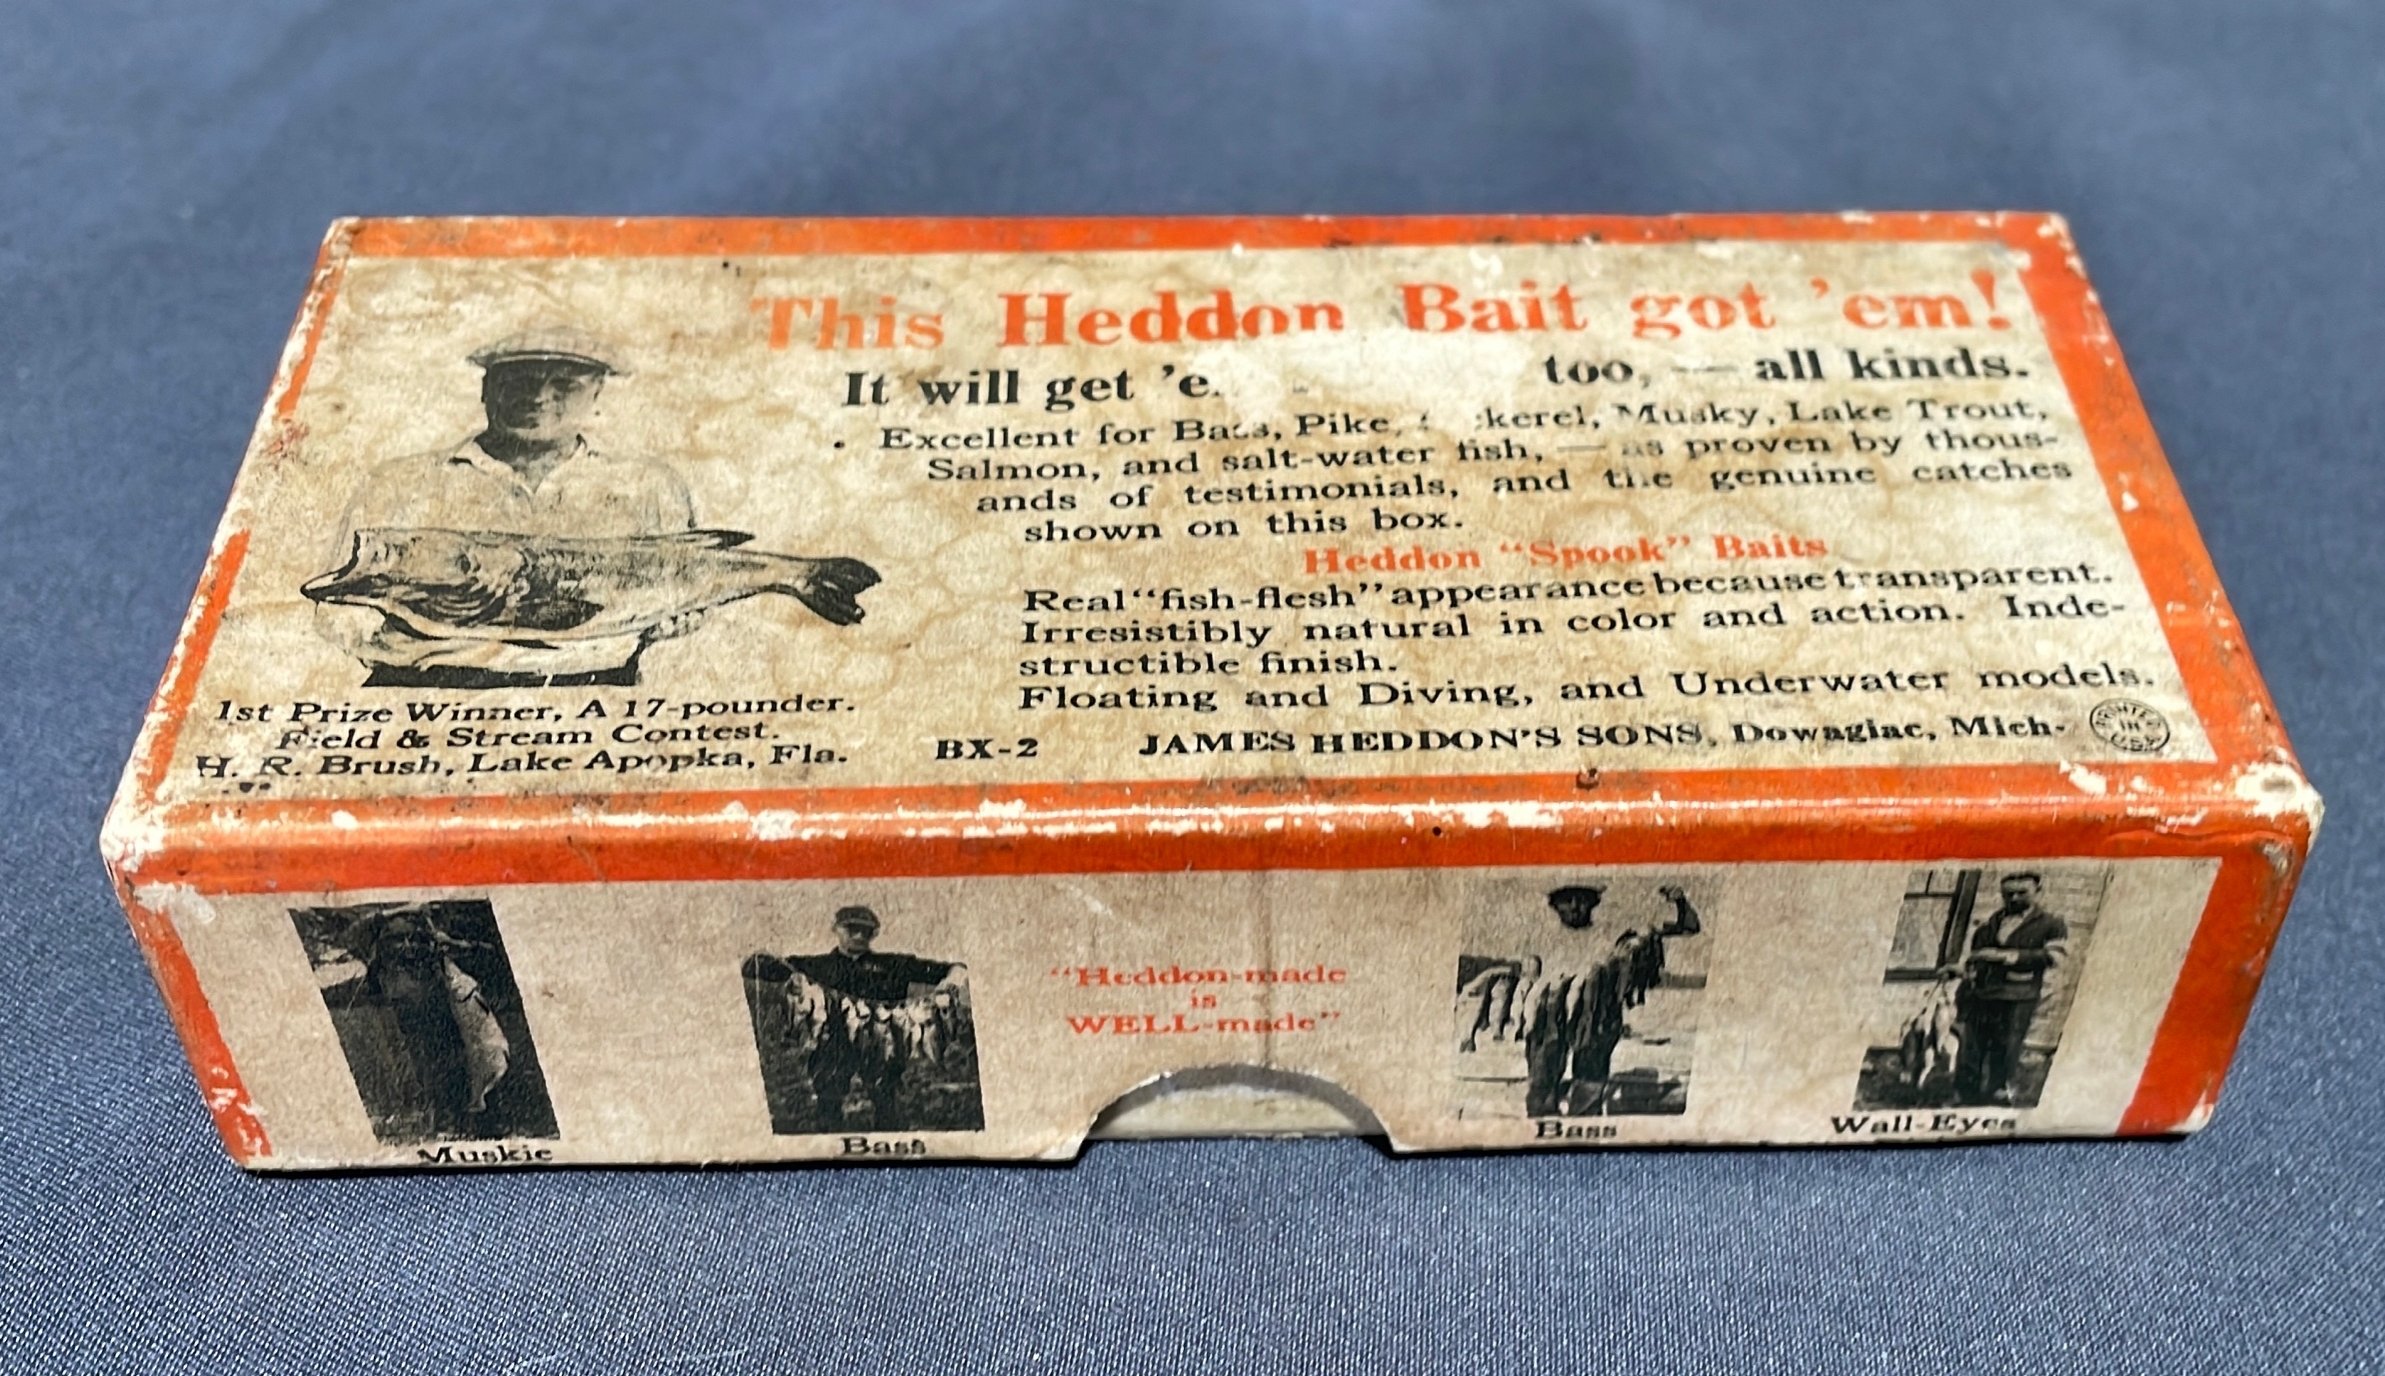 This Heddon Bait got 'em!
It will get 'e too, — all kinds.
Excellent for Bass, Pike, Musky, Lake Trout,
Salmon, and salt-water fish, — as proven by thous-
ands of testimonials, and the genuine catches
shown on this box.
Heddon "Spook" Baits
Real "fish-flesh" appearance because transparent.
Irresistibly natural in color and action. Inde-
structible finish.
Floating and Diving, and Underwater models.
1st Prize Winner, A 17-pounder.
Field & Stream Contest.
H. R. Brush, Lake Apopka, Fla.
BX-2 JAMES HEDDON'S SONS, Dowagiac, Mich.
PRINTED
IN
U.S.A.
"Heddon-made
is
WELL-made"
Muskie Bass Bass Wall-Eyes